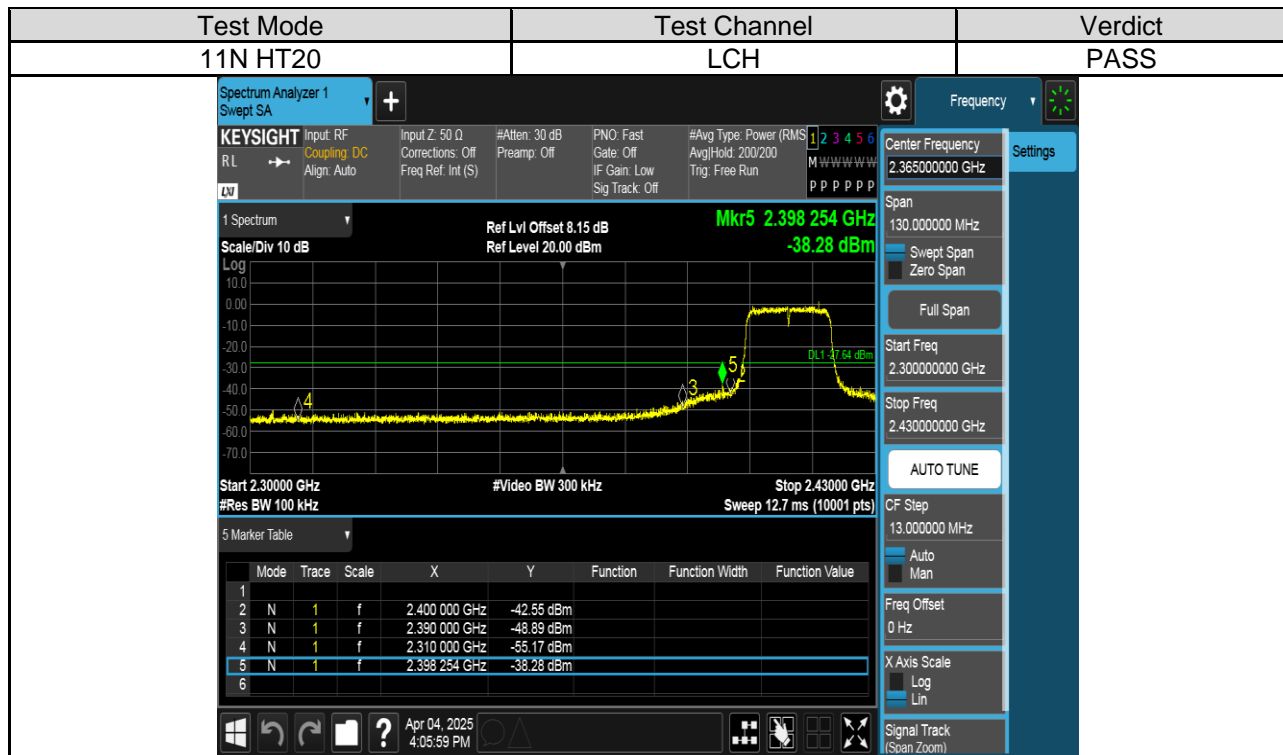 Test Mode Test Channel Verdict
11N HT20 LCH PASS
Spectrum Analyzer 1
Swept SA
+
Frequency
KEYSIGHT Input: RF Input Z: 50 Ω #Atten: 30 dB PNO: Fast #Avg Type: Power (RMS 1 2 3 4 5 6
RL Coupling: DC Corrections: Off Preamp: Off Gate: Off Avg|Hold: 200/200 M W W W W W
Align: Auto Freq Ref: Int (S) IF Gain: Low Trig: Free Run
LXI Sig Track: Off P P P P P P
Center Frequency
2.365000000 GHz
Settings
Span
130.000000 MHz
Swept Span
Zero Span
Full Span
Start Freq
2.300000000 GHz
Stop Freq
2.430000000 GHz
AUTO TUNE
CF Step
13.000000 MHz
Auto
Man
Freq Offset
0 Hz
X Axis Scale
Log
Lin
Signal Track
(Span Zoom)
1 Spectrum
Ref Lvl Offset 8.15 dB Mkr5 2.398 254 GHz
Scale/Div 10 dB Ref Level 20.00 dBm -38.28 dBm
Log
10.0
0.00
-10.0
-20.0
DL1 -27.64 dBm
-30.0
5
2
-40.0
3
4
-50.0
-60.0
-70.0
Start 2.30000 GHz #Video BW 300 kHz Stop 2.43000 GHz
#Res BW 100 kHz Sweep 12.7 ms (10001 pts)
5 Marker Table
Mode Trace Scale X Y Function Function Width Function Value
1
2 N 1 f 2.400 000 GHz -42.55 dBm
3 N 1 f 2.390 000 GHz -48.89 dBm
4 N 1 f 2.310 000 GHz -55.17 dBm
5 N 1 f 2.398 254 GHz -38.28 dBm
6
? Apr 04, 2025
4:05:59 PM